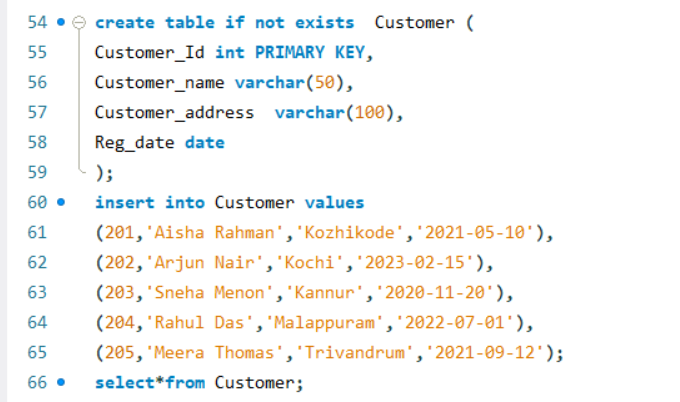 54 create table if not exists  Customer (
55 Customer_Id int PRIMARY KEY,
56 Customer_name varchar(50),
57 Customer_address  varchar(100),
58 Reg_date date
59 );
60 insert into Customer values
61 (201,'Aisha Rahman','Kozhikode','2021-05-10'),
62 (202,'Arjun Nair','Kochi','2023-02-15'),
63 (203,'Sneha Menon','Kannur','2020-11-20'),
64 (204,'Rahul Das','Malappuram','2022-07-01'),
65 (205,'Meera Thomas','Trivandrum','2021-09-12');
66 select*from Customer;